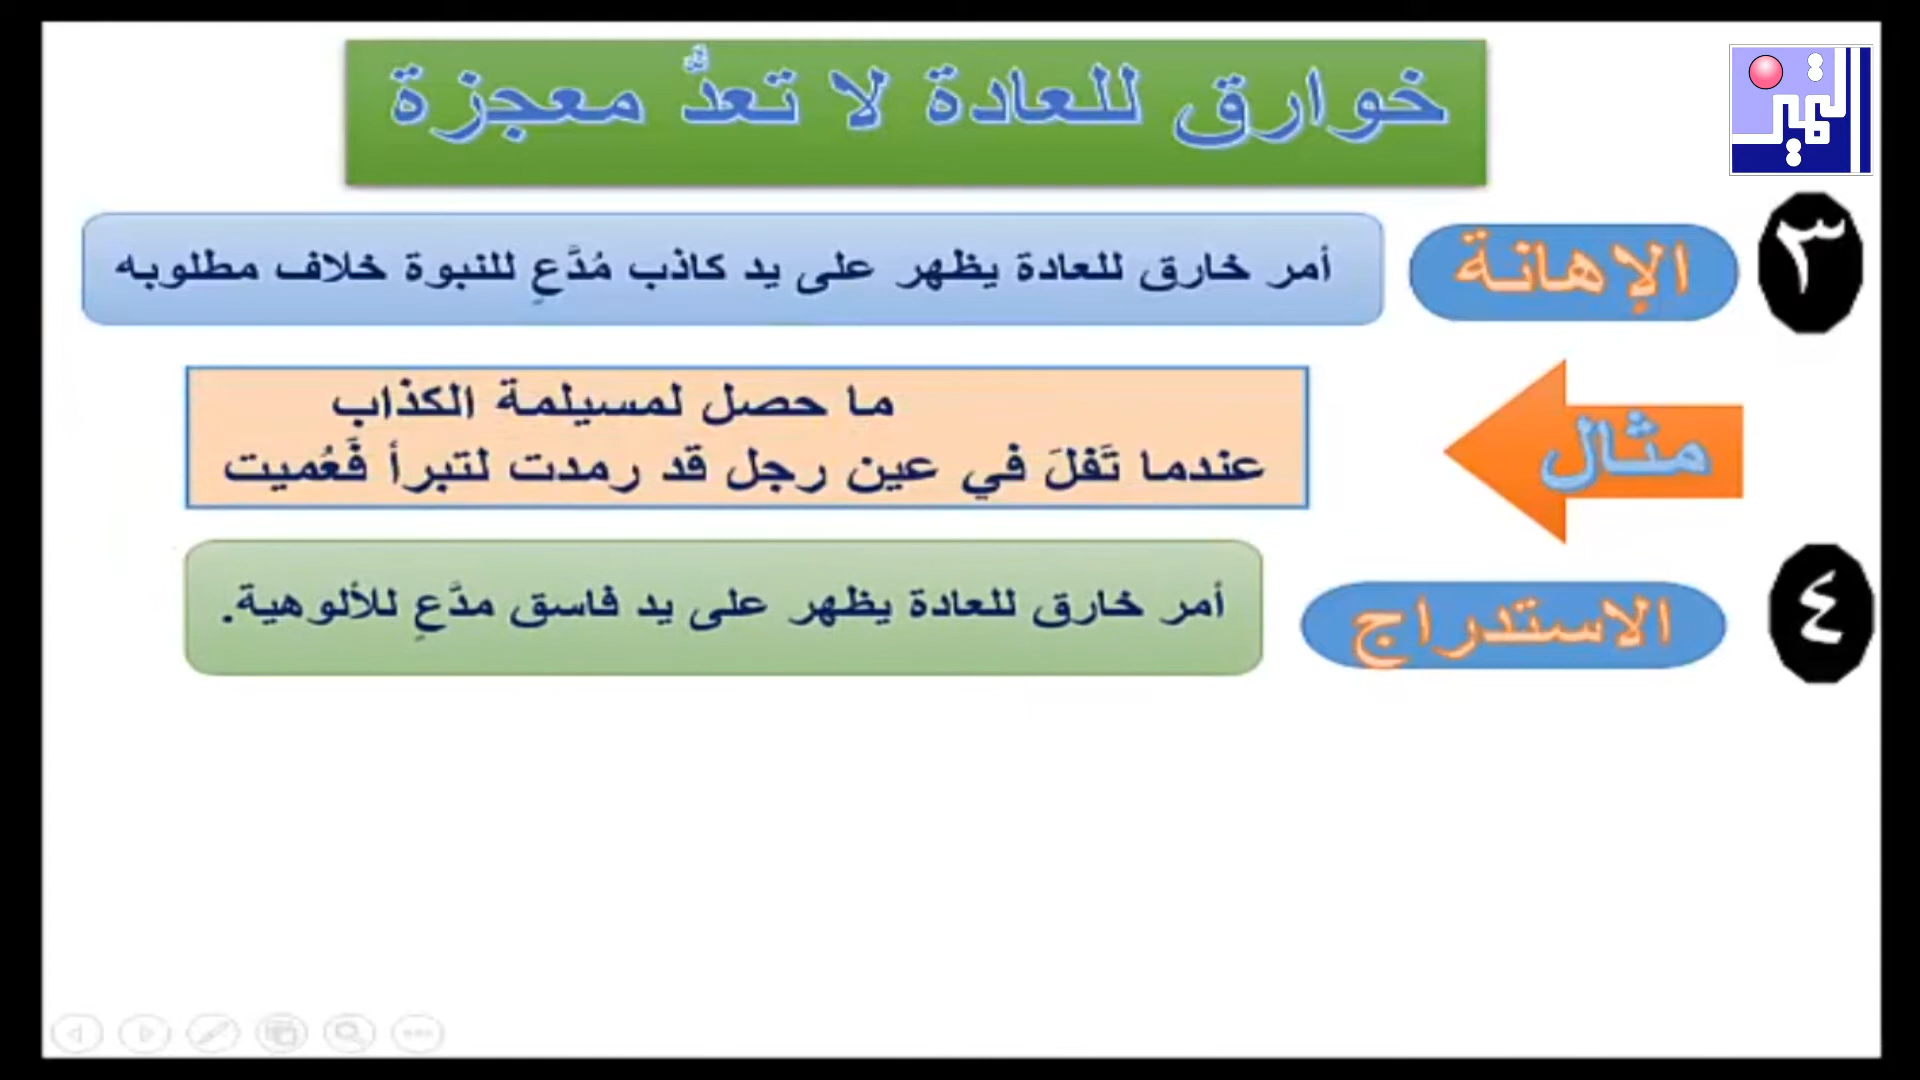 خوارق للعادة لا تعدُّ معجزة
٣
الإهانة
أمر خارق للعادة يظهر على يد كاذب مُدَّعٍ للنبوة خلاف مطلوبه
مثال
ما حصل لمسيلمة الكذاب
عندما تَفلَ في عين رجل قد رمدت لتبرأ فَعُميت
٤
الاستدراج
أمر خارق للعادة يظهر على يد فاسق مدَّعٍ للألوهية.